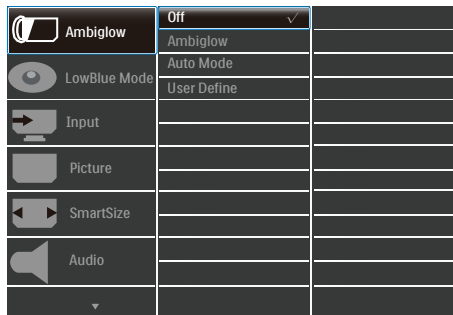 Ambiglow
LowBlue Mode
Input
Picture
SmartSize
Audio
Off
Ambiglow
Auto Mode
User Define